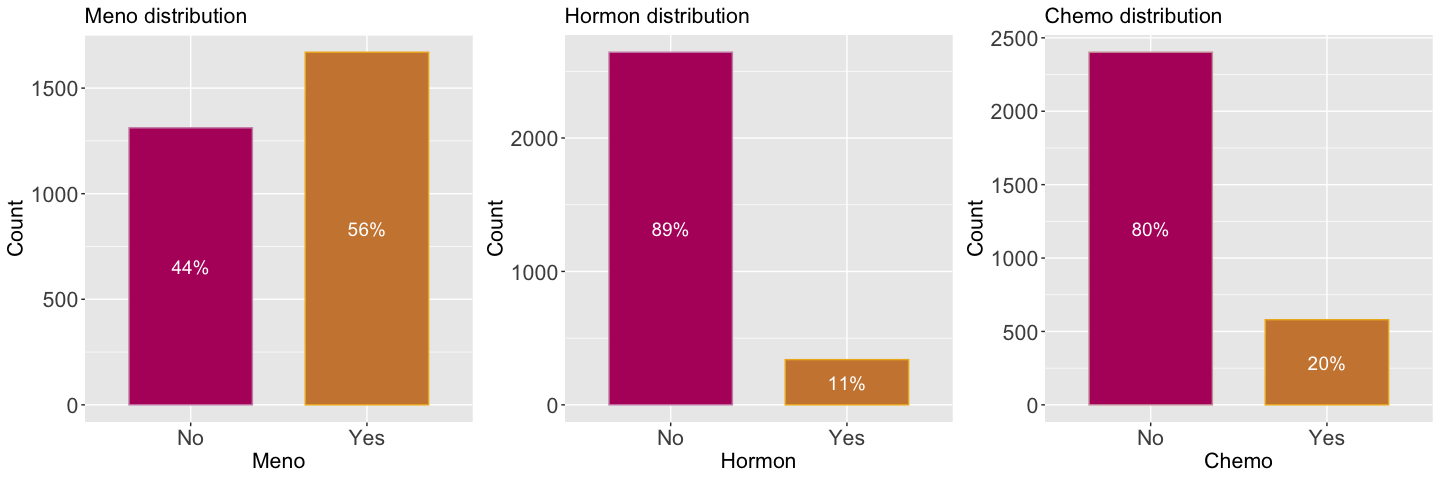 Meno distribution
Count
1500
1000
500
0
44%
56%
No
Yes
Meno
Hormon distribution
Count
2000
1000
0
89%
11%
No
Yes
Hormon
Chemo distribution
Count
2500
2000
1500
1000
500
0
80%
20%
No
Yes
Chemo